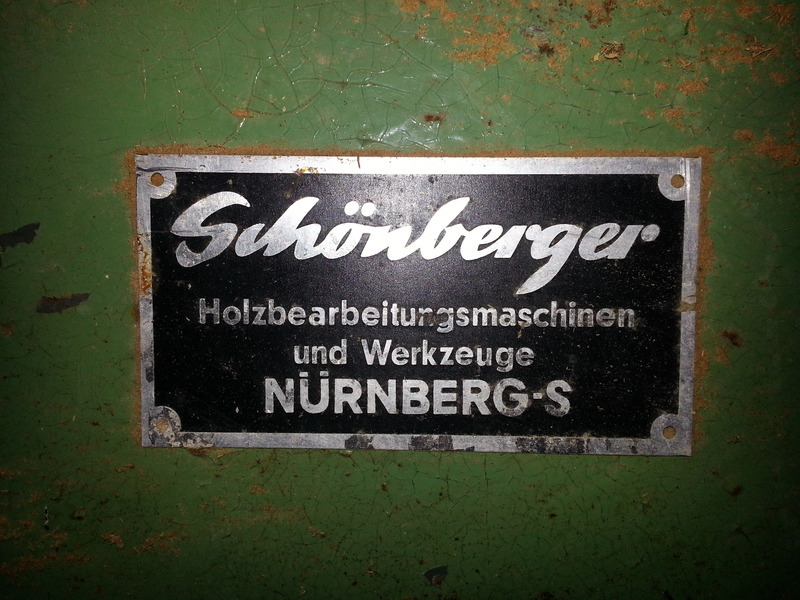 Schönberger
Holzbearbeitungsmaschinen
und Werkzeuge
NÜRNBERG-S